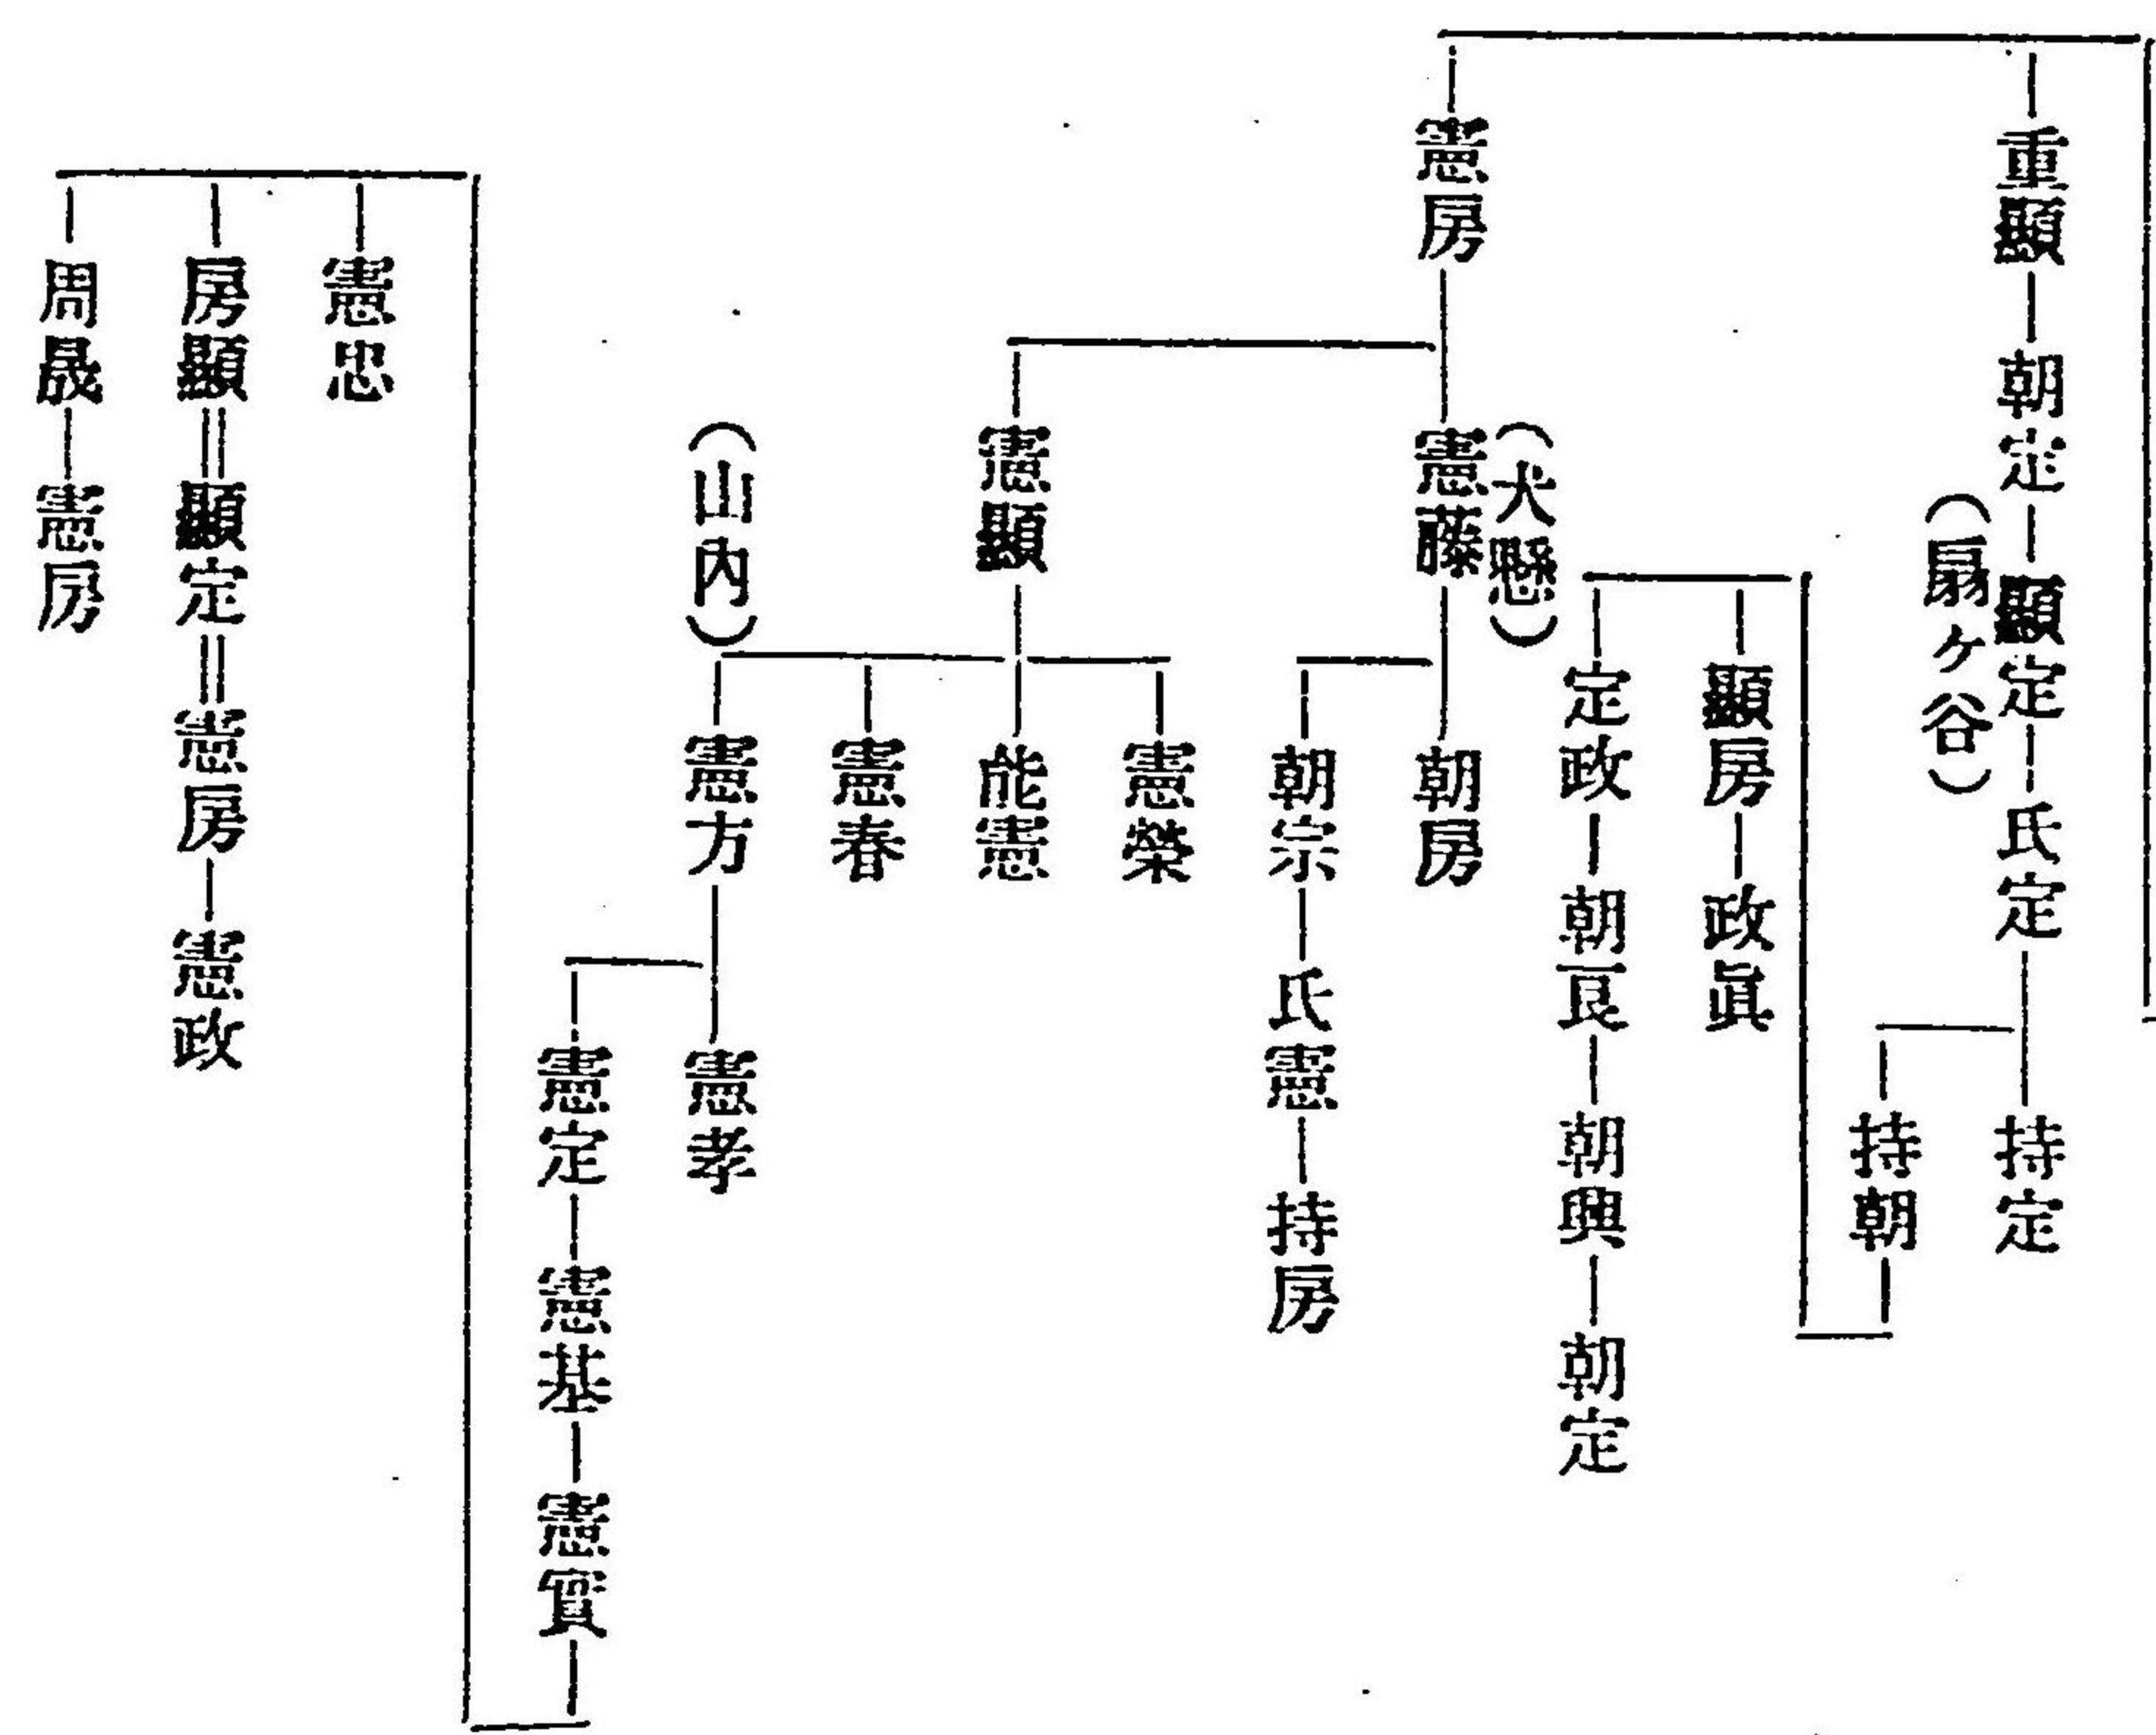 重顯―朝定―顯定―氏定―持定
(扇ヶ谷)
持朝
顯房―政眞
定政―朝良―朝興―朝定
憲房
(犬懸)
憲藤―朝房
朝宗―氏憲―持房
憲顯
憲榮
能憲
憲春
(山內)
憲方―憲孝
憲定―憲基―憲實
憲忠
房顯＝顯定＝憲房―憲政
周晟―憲房